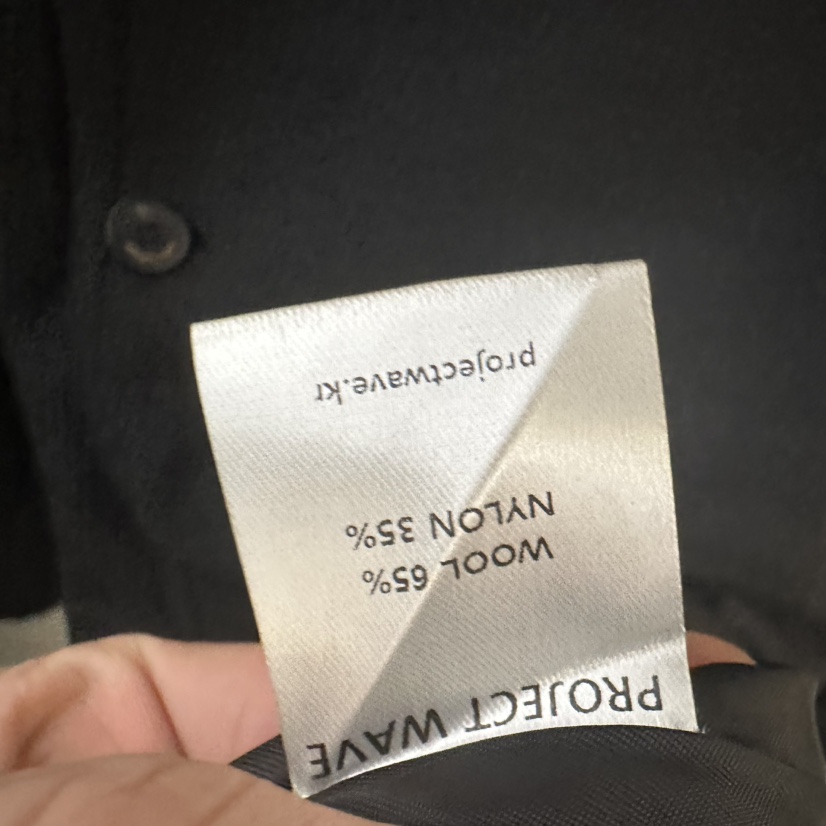 PROJECT WAVE
WOOL 65%
NYLON 35%
projectwave.kr